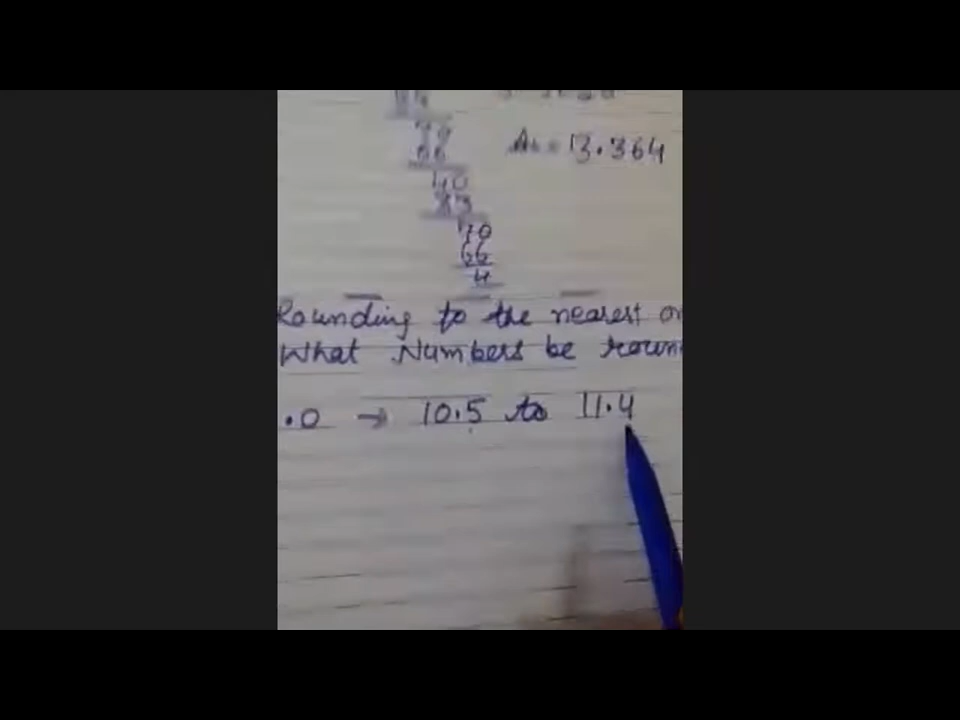 70
66
40
33
70
66
4
= 13.364
Rounding to the nearest
What Numbers be
.0 → 10.5 to 11.4